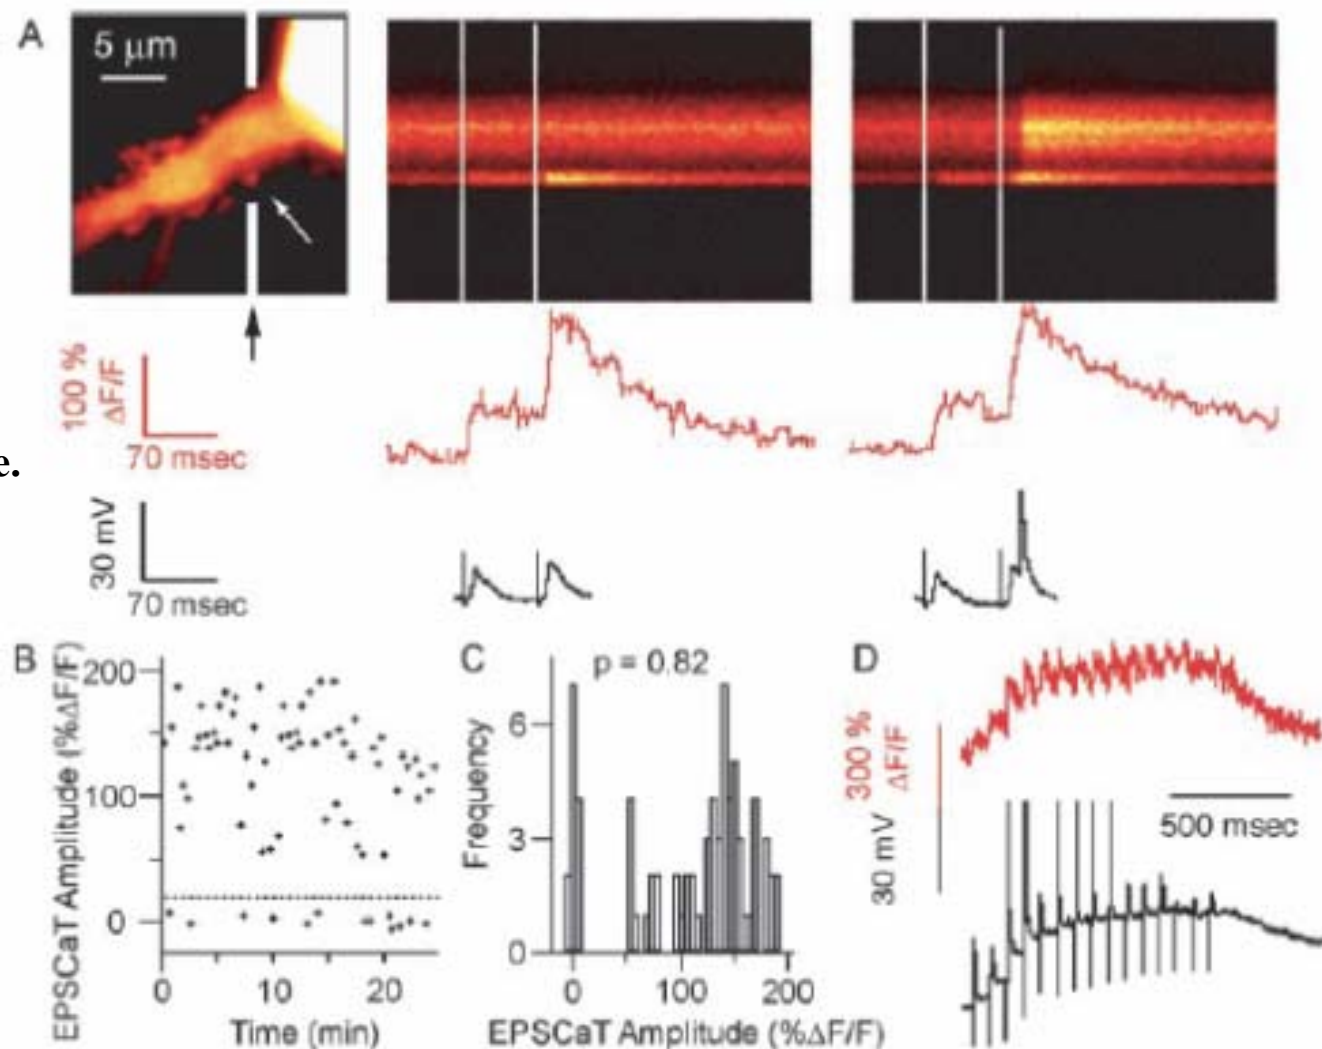 A
5 μm
100 %
ΔF/F
70 msec
e.
30 mV
70 msec
B
EPSCaT Amplitude (%ΔF/F)
200
100
0
0 10 20
Time (min)
C
p = 0.82
Frequency
6
3
0
0 100 200
EPSCaT Amplitude (%ΔF/F)
D
300 %
ΔF/F
30 mV
500 msec